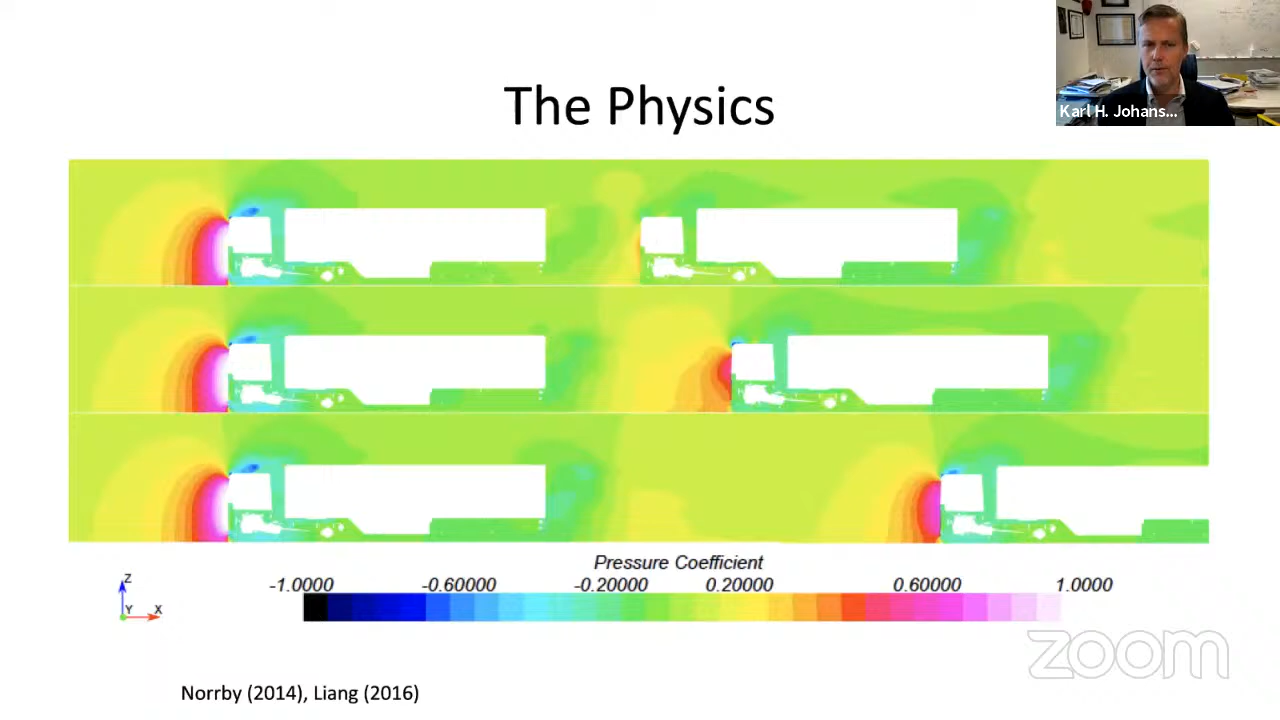 The Physics
Karl H. Johans...
Pressure Coefficient
-1.0000 -0.60000 -0.20000 0.20000 0.60000 1.0000
Z
Y X
zoom
Norrby (2014), Liang (2016)